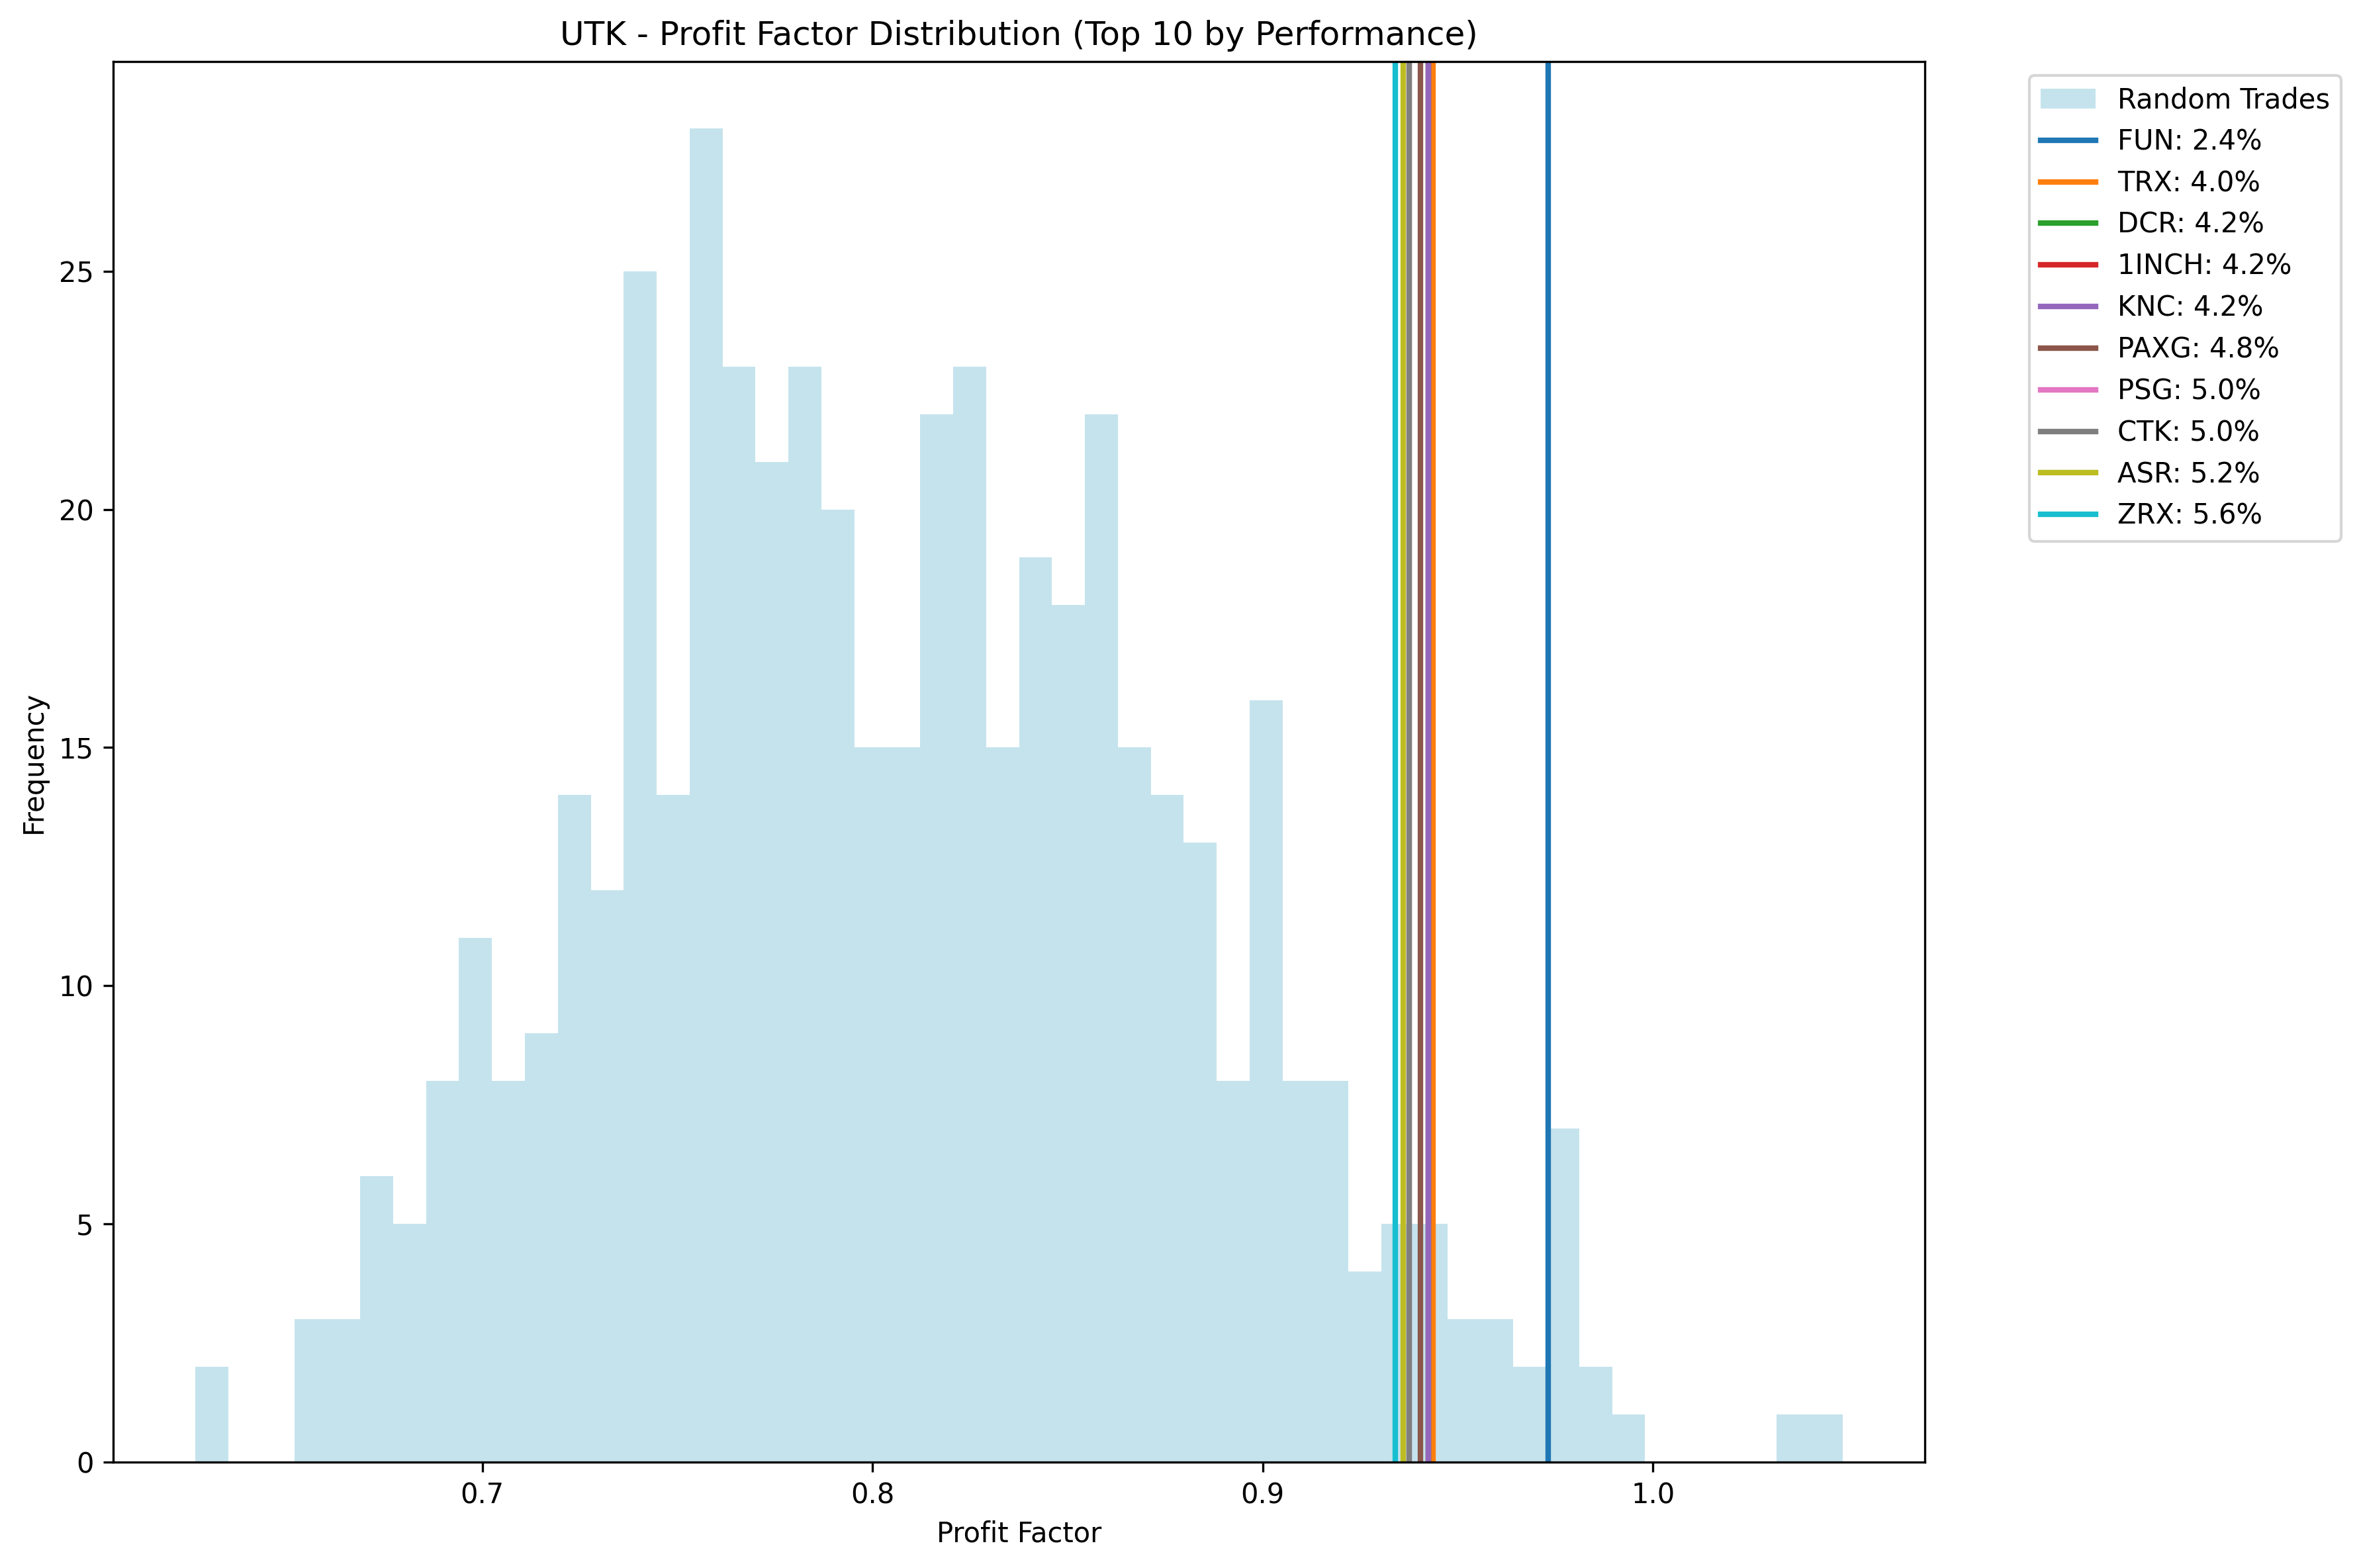 UTK - Profit Factor Distribution (Top 10 by Performance)
Random Trades
FUN: 2.4%
TRX: 4.0%
DCR: 4.2%
1INCH: 4.2%
KNC: 4.2%
PAXG: 4.8%
PSG: 5.0%
CTK: 5.0%
ASR: 5.2%
ZRX: 5.6%
Frequency
25
20
15
10
5
0
0.7 0.8 0.9 1.0
Profit Factor